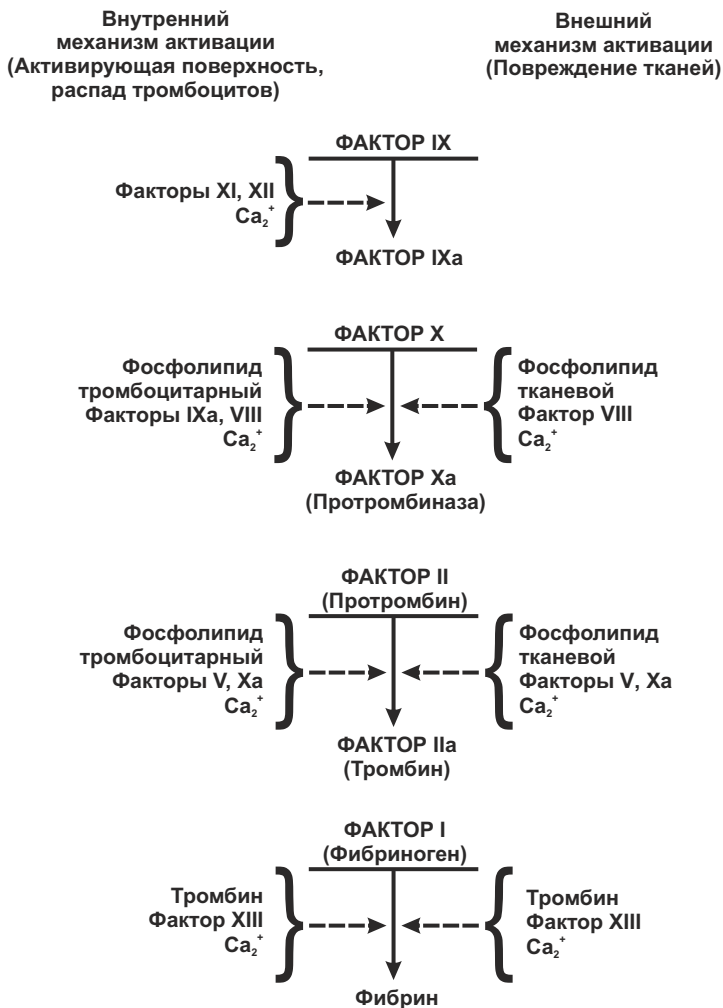 Внутренний
механизм активации
(Активирующая поверхность,
распад тромбоцитов)
Внешний
механизм активации
(Повреждение тканей)
ФАКТОР IX
Факторы XI, XII
Ca₂⁺
ФАКТОР IXa
ФАКТОР X
Фосфолипид
тромбоцитарный
Факторы IXa, VIII
Ca₂⁺
Фосфолипид
тканевой
Фактор VIII
Ca₂⁺
ФАКТОР Xa
(Протромбиназа)
ФАКТОР II
(Протромбин)
Фосфолипид
тромбоцитарный
Факторы V, Xa
Ca₂⁺
Фосфолипид
тканевой
Факторы V, Xa
Ca₂⁺
ФАКТОР IIa
(Тромбин)
ФАКТОР I
(Фибриноген)
Тромбин
Фактор XIII
Ca₂⁺
Тромбин
Фактор XIII
Ca₂⁺
Фибрин